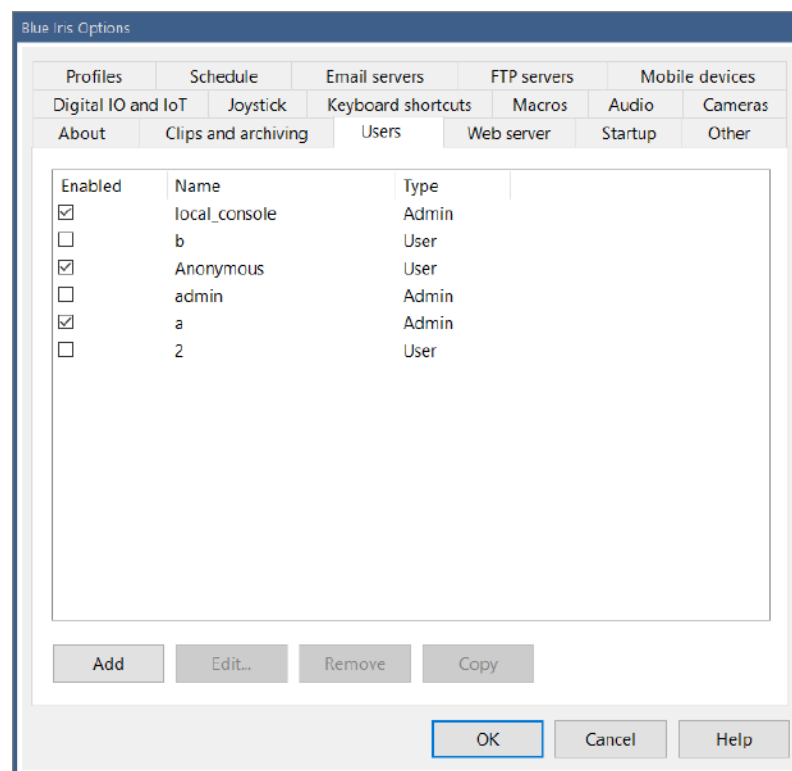 Blue Iris Options
Profiles Schedule Email servers FTP servers Mobile devices
Digital IO and IoT Joystick Keyboard shortcuts Macros Audio Cameras
About Clips and archiving Users Web server Startup Other
Enabled Name Type
local_console Admin
b User
Anonymous User
admin Admin
a Admin
2 User
Add Edit... Remove Copy
OK Cancel Help